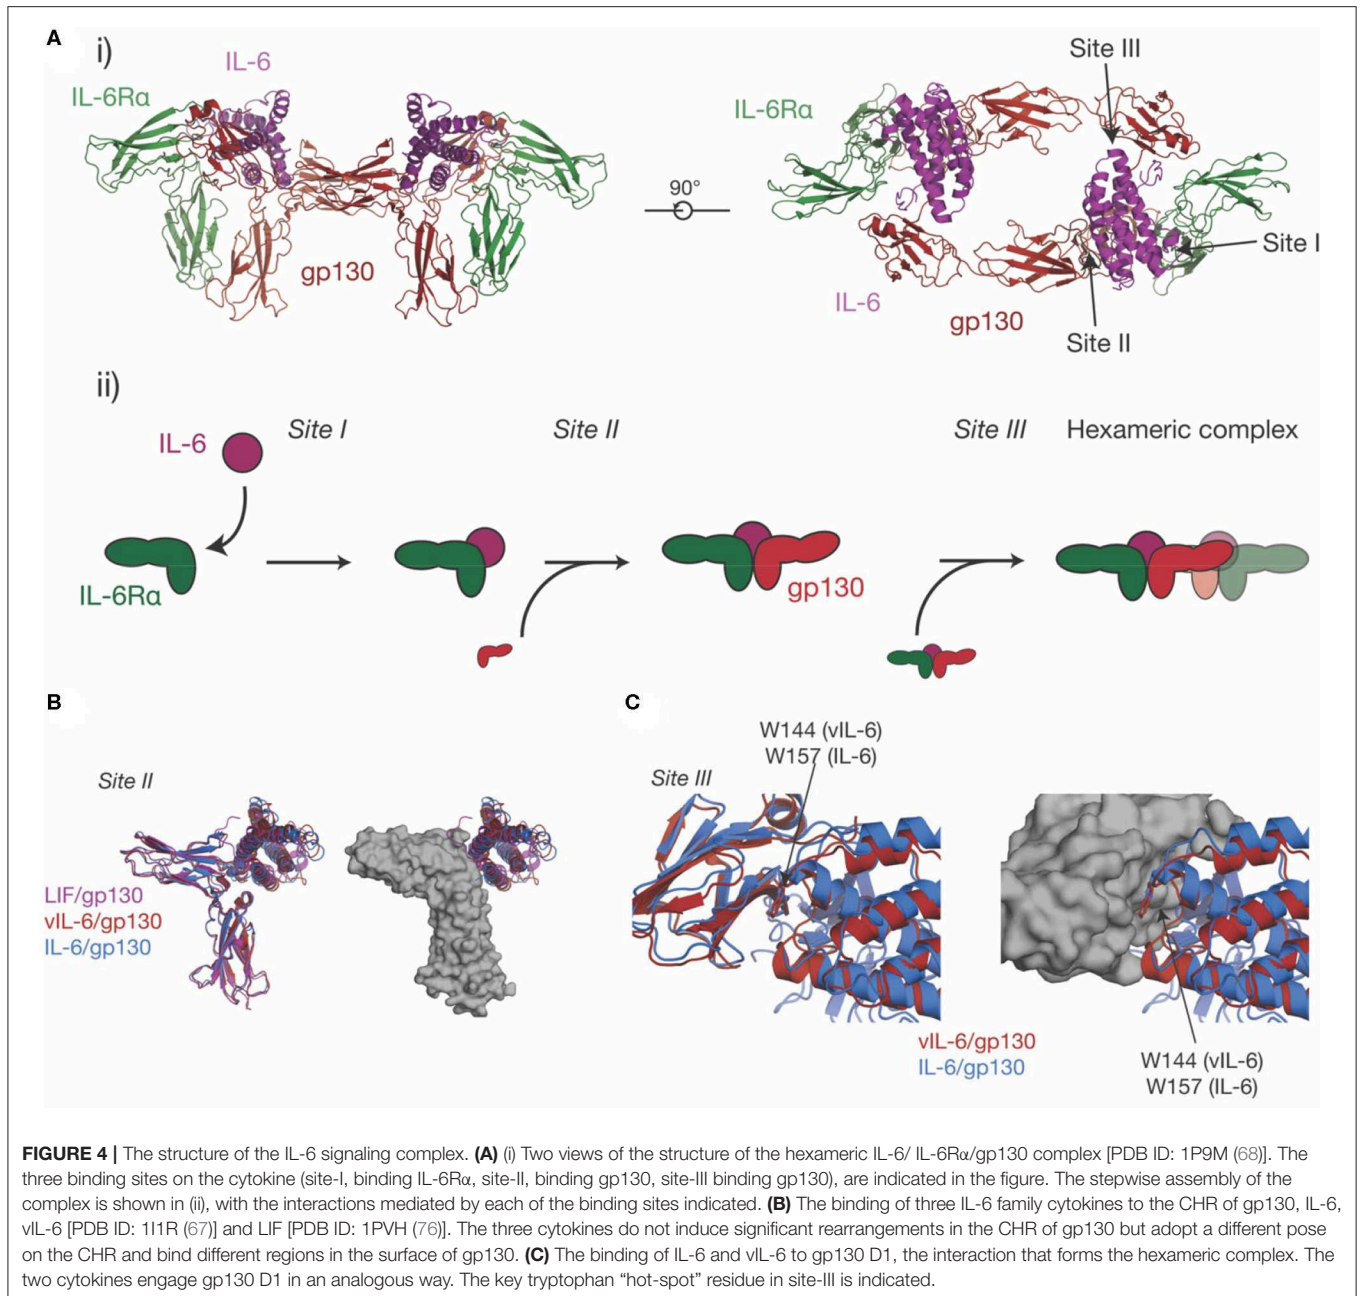 A
i)
IL-6
IL-6Rα
gp130
90°
Site III
IL-6Rα
Site I
IL-6
gp130
Site II
ii)
IL-6
Site I
Site II
Site III
Hexameric complex
IL-6Rα
gp130
B
Site II
LIF/gp130
vIL-6/gp130
IL-6/gp130
C
W144 (vIL-6)
W157 (IL-6)
Site III
vIL-6/gp130
IL-6/gp130
W144 (vIL-6)
W157 (IL-6)
FIGURE 4 | The structure of the IL-6 signaling complex. (A) (i) Two views of the structure of the hexameric IL-6/ IL-6Rα/gp130 complex [PDB ID: 1P9M (68)]. The
three binding sites on the cytokine (site-I, binding IL-6Rα, site-II, binding gp130, site-III binding gp130), are indicated in the figure. The stepwise assembly of the
complex is shown in (ii), with the interactions mediated by each of the binding sites indicated. (B) The binding of three IL-6 family cytokines to the CHR of gp130, IL-6,
vIL-6 [PDB ID: 1I1R (67)] and LIF [PDB ID: 1PVH (76)]. The three cytokines do not induce significant rearrangements in the CHR of gp130 but adopt a different pose
on the CHR and bind different regions in the surface of gp130. (C) The binding of IL-6 and vIL-6 to gp130 D1, the interaction that forms the hexameric complex. The
two cytokines engage gp130 D1 in an analogous way. The key tryptophan “hot-spot” residue in site-III is indicated.